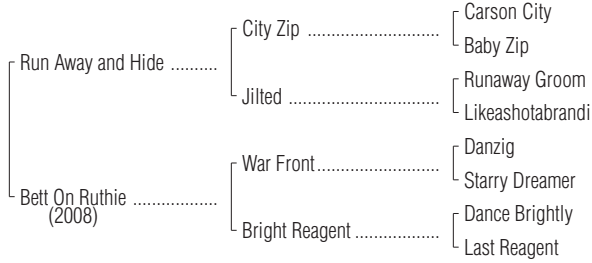 Carson City
City Zip ........................
Baby Zip
Run Away and Hide ..........
Runaway Groom
Jilted ...........................
Likeashotabrandi
Danzig
War Front......................
Starry Dreamer
Bett On Ruthie ..................
(2008)
Dance Brightly
Bright Reagent ...............
Last Reagent